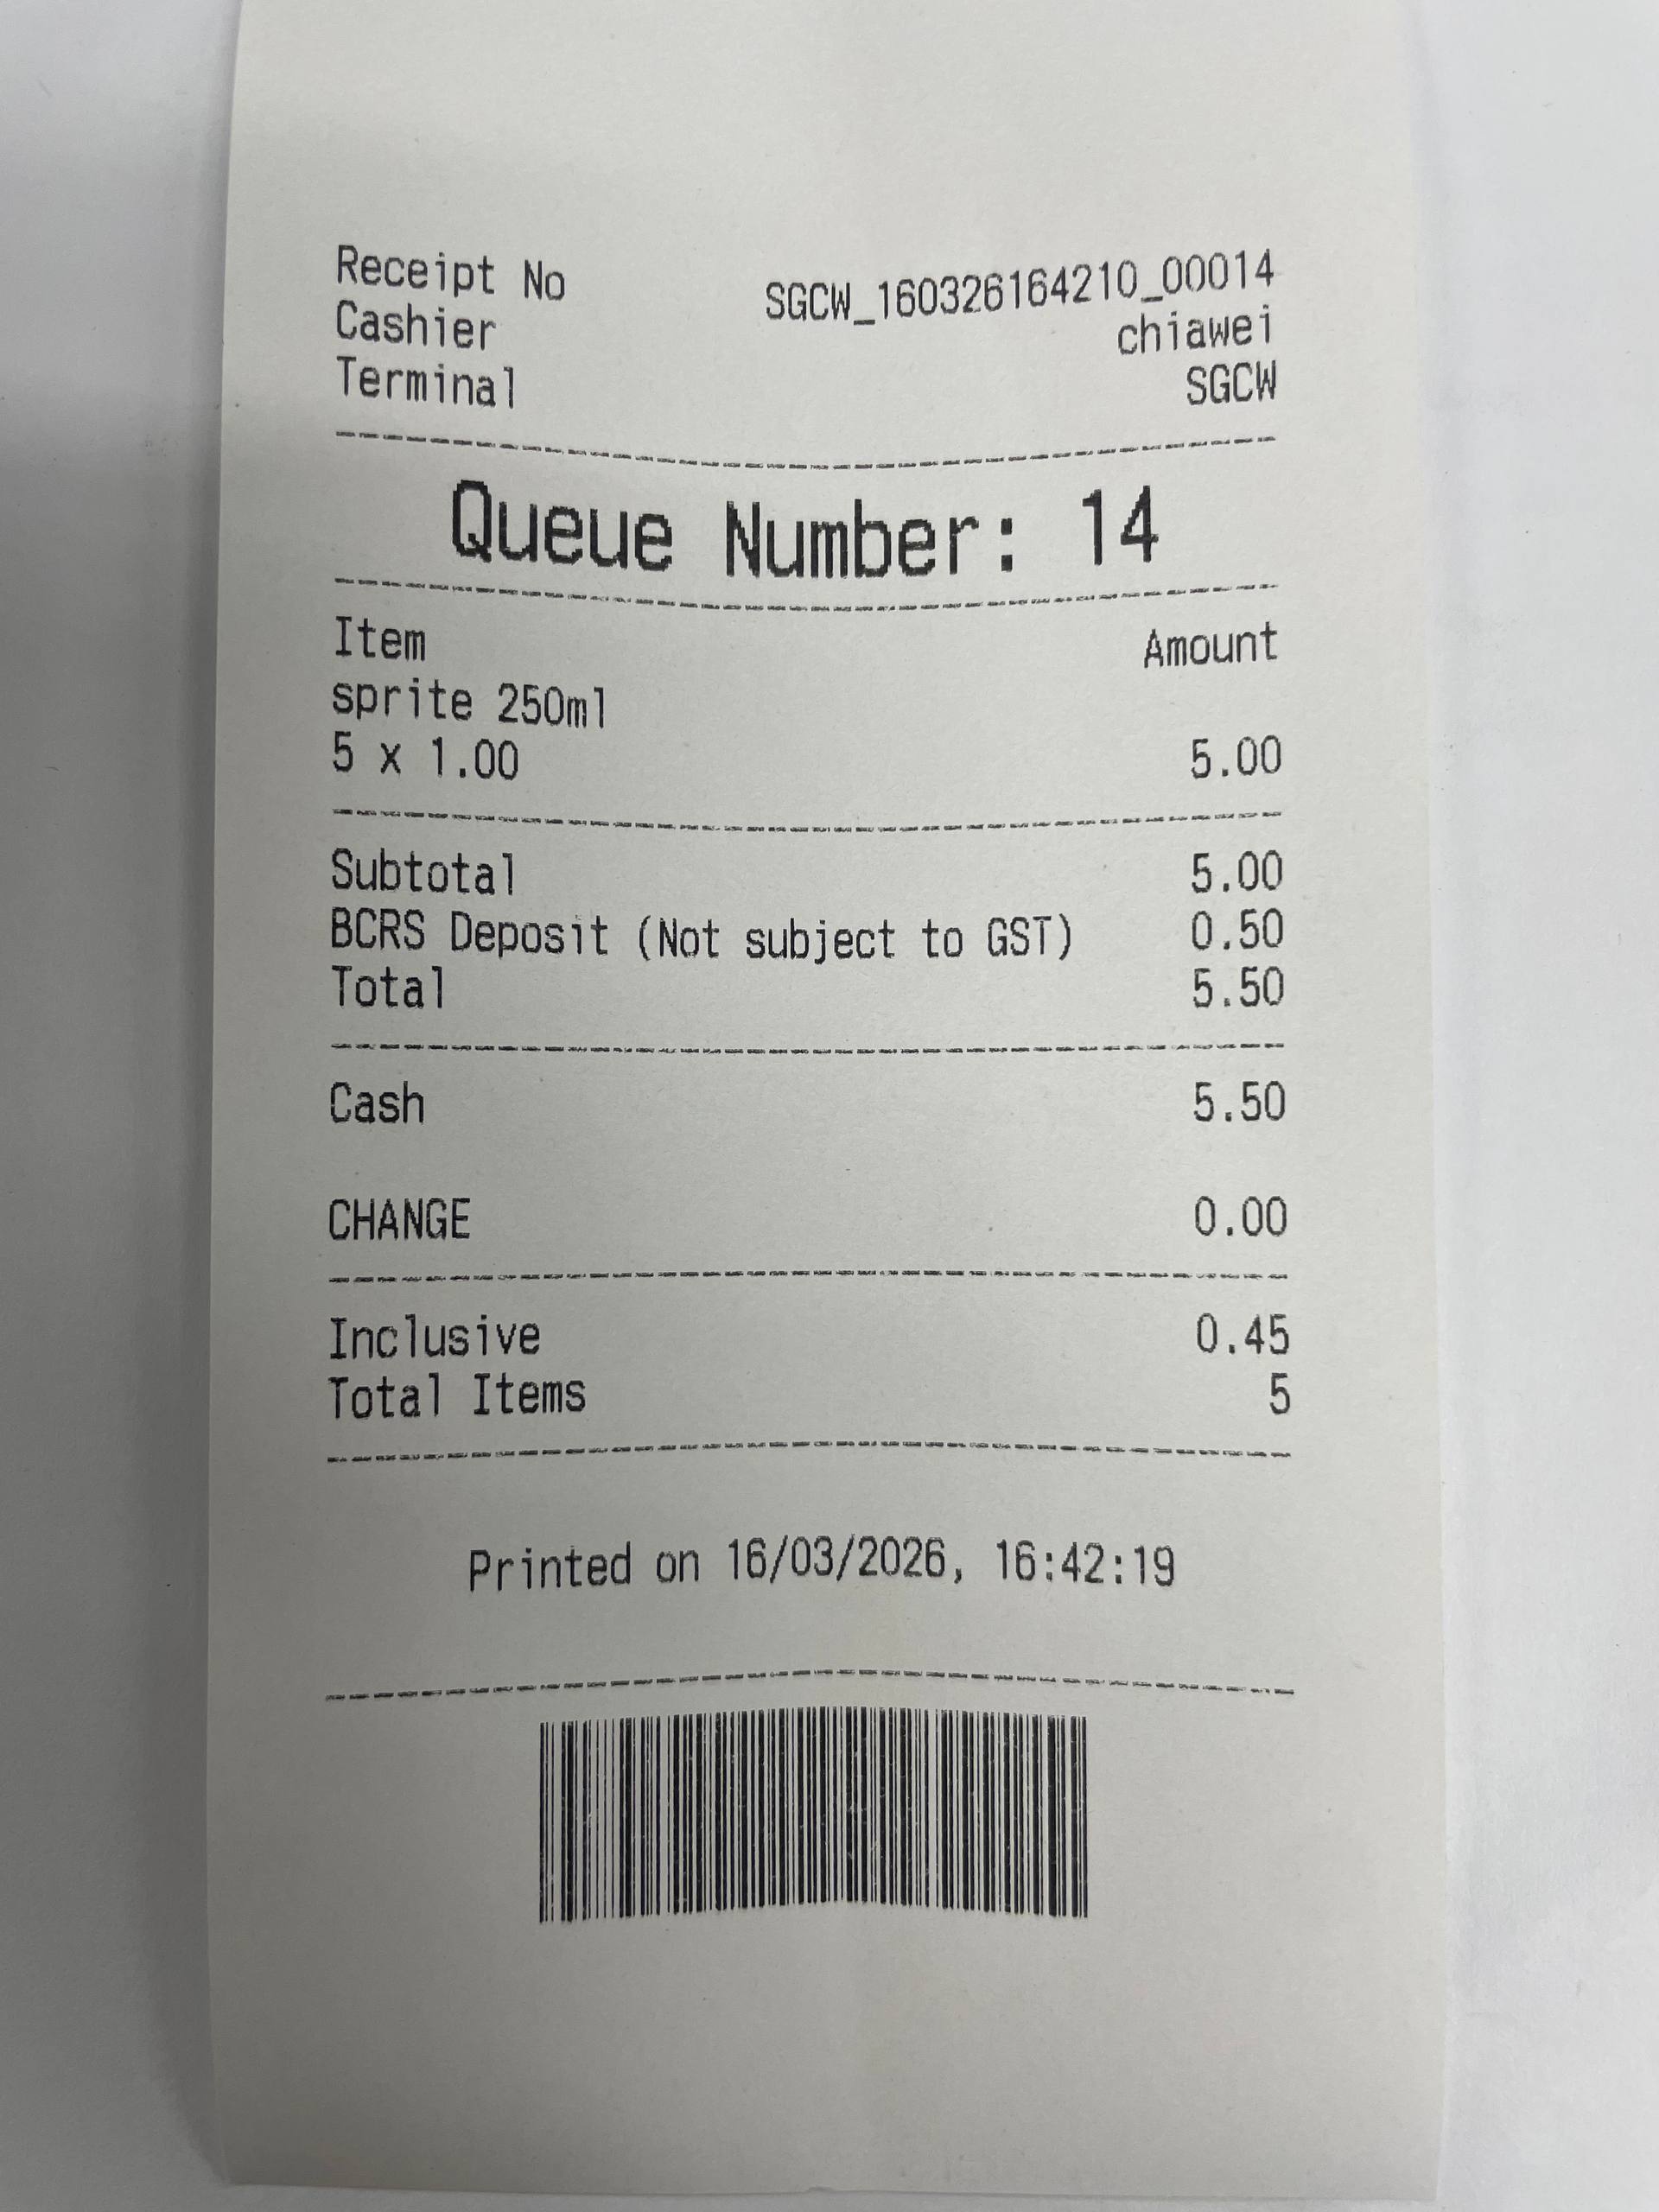 Receipt No SGCW_160326164210_00014
Cashier chiawei
Terminal SGCW
Queue Number: 14
Item Amount
sprite 250ml
5 x 1.00 5.00
Subtotal 5.00
BCRS Deposit (Not subject to GST) 0.50
Total 5.50
Cash 5.50
CHANGE 0.00
Inclusive 0.45
Total Items 5
Printed on 16/03/2026, 16:42:19